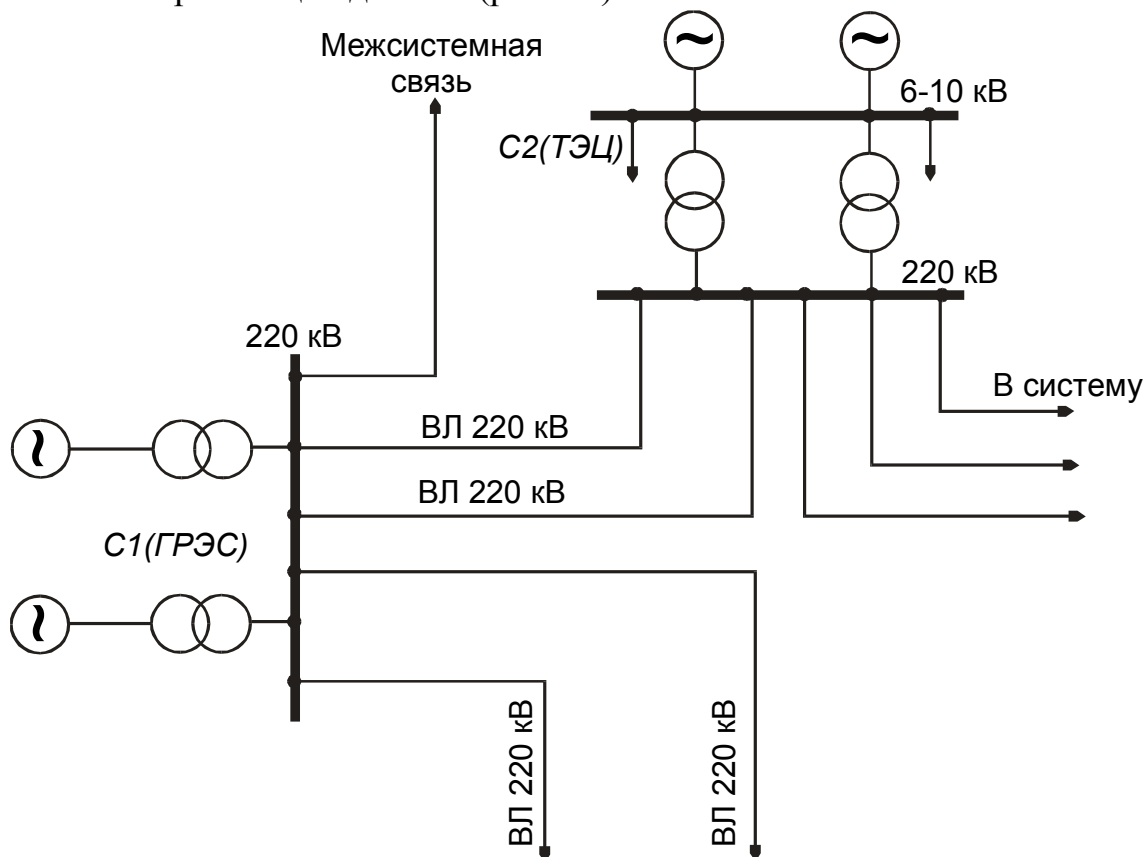 Межсистемная
связь
6-10 кВ
С2(ТЭЦ)
220 кВ
220 кВ
В систему
ВЛ 220 кВ
ВЛ 220 кВ
С1(ГРЭС)
ВЛ 220 кВ
ВЛ 220 кВ